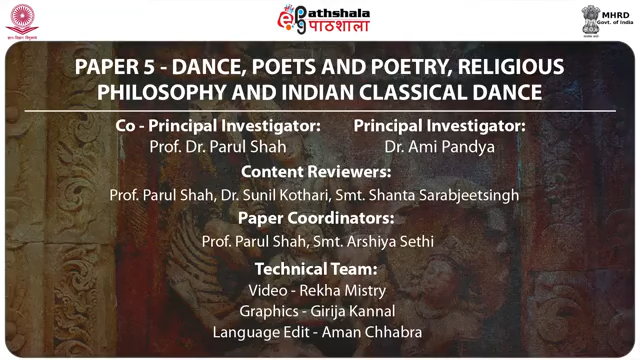 ePathshala
पाठशाला
MHRD
Govt. of India
PAPER 5 - DANCE, POETS AND POETRY, RELIGIOUS
PHILOSOPHY AND INDIAN CLASSICAL DANCE
Co - Principal Investigator:
Prof. Dr. Parul Shah
Principal Investigator:
Dr. Ami Pandya
Content Reviewers:
Prof. Parul Shah, Dr. Sunil Kothari, Smt. Shanta Sarabjeetsingh
Paper Coordinators:
Prof. Parul Shah, Smt. Arshiya Sethi
Technical Team:
Video - Rekha Mistry
Graphics - Girija Kannal
Language Edit - Aman Chhabra